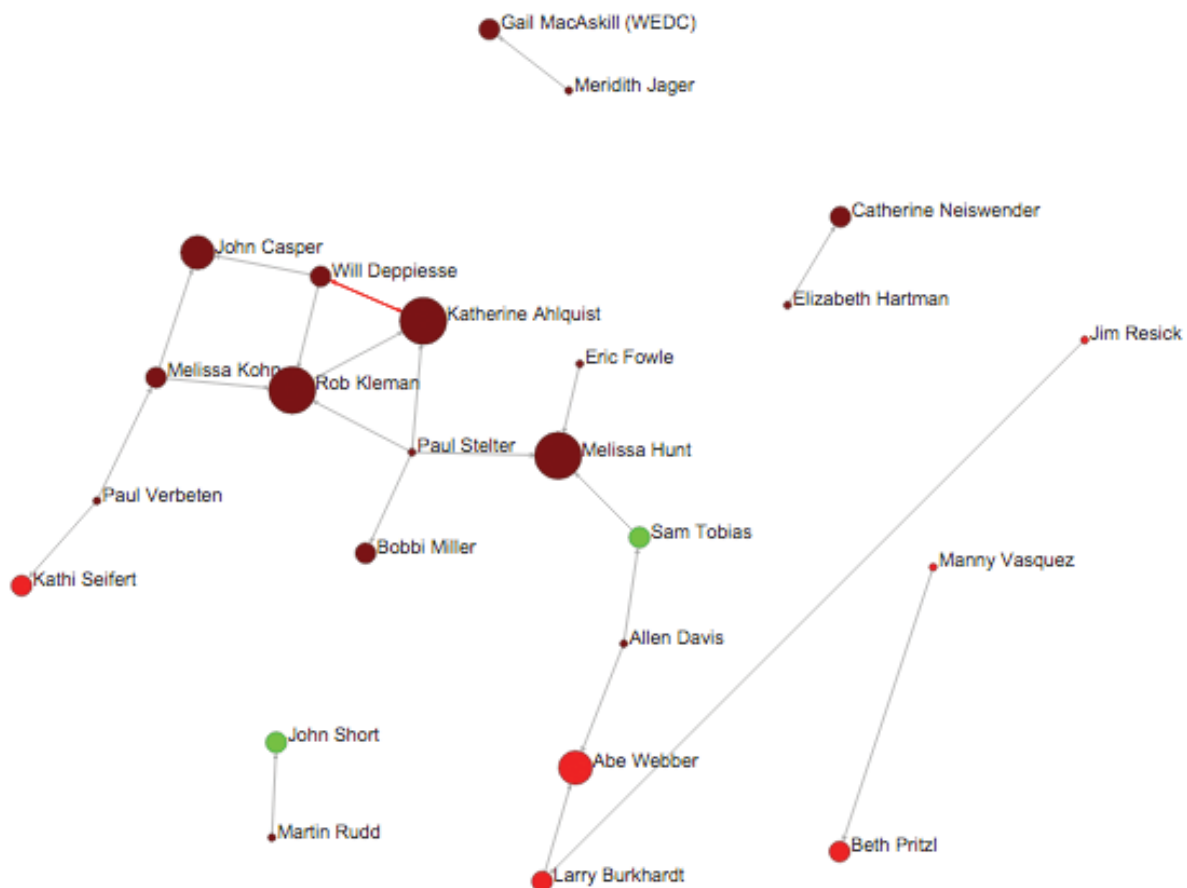 Gail MacAskill (WEDC)
Meridith Jager
Catherine Neiswender
John Casper
Will Deppiesse
Elizabeth Hartman
Katherine Ahlquist
Jim Resick
Eric Fowle
Melissa Kohn
Rob Kleman
Paul Stelter
Melissa Hunt
Paul Verbeten
Sam Tobias
Bobbi Miller
Manny Vasquez
Kathi Seifert
Allen Davis
John Short
Abe Webber
Martin Rudd
Beth Pritzl
Larry Burkhardt